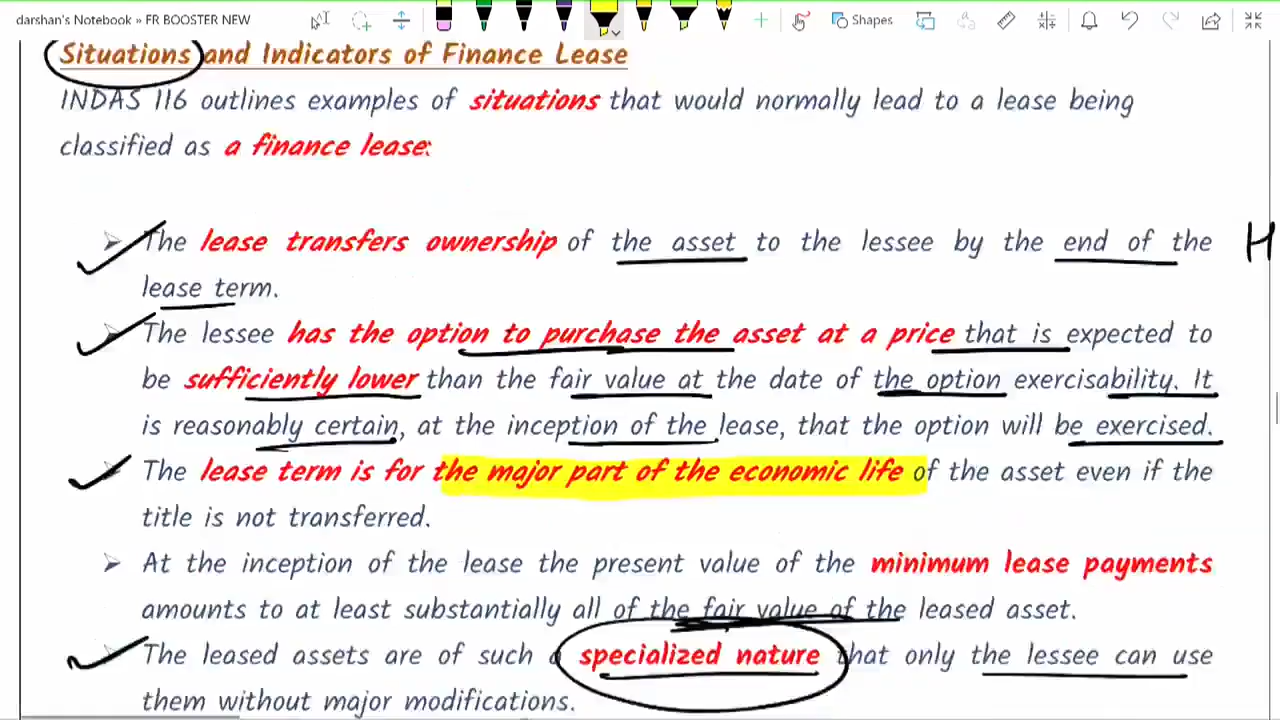 darshan's Notebook » FR BOOSTER NEW
Shapes
Situations and Indicators of Finance Lease
INDAS 116 outlines examples of situations that would normally lead to a lease being
classified as a finance lease:
The lease transfers ownership of the asset to the lessee by the end of the
H
lease term.
The lessee has the option to purchase the asset at a price that is expected to
be sufficiently lower than the fair value at the date of the option exercisability. It
is reasonably certain, at the inception of the lease, that the option will be exercised.
The lease term is for the major part of the economic life of the asset even if the
title is not transferred.
At the inception of the lease the present value of the minimum lease payments
amounts to at least substantially all of the fair value of the leased asset.
The leased assets are of such a specialized nature that only the lessee can use
them without major modifications.